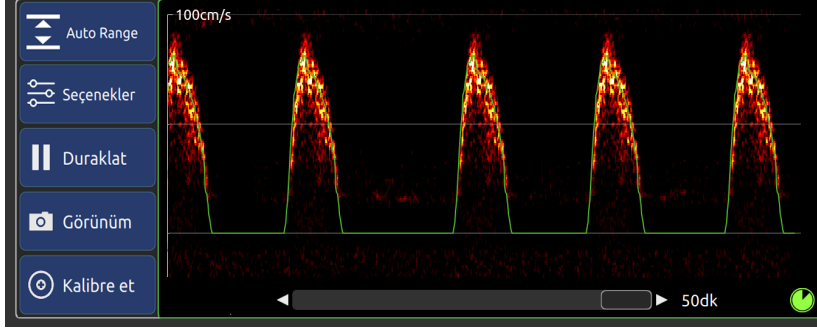 Auto Range
100cm/s
Seçenekler
Duraklat
Görünüm
Kalibre et
50dk